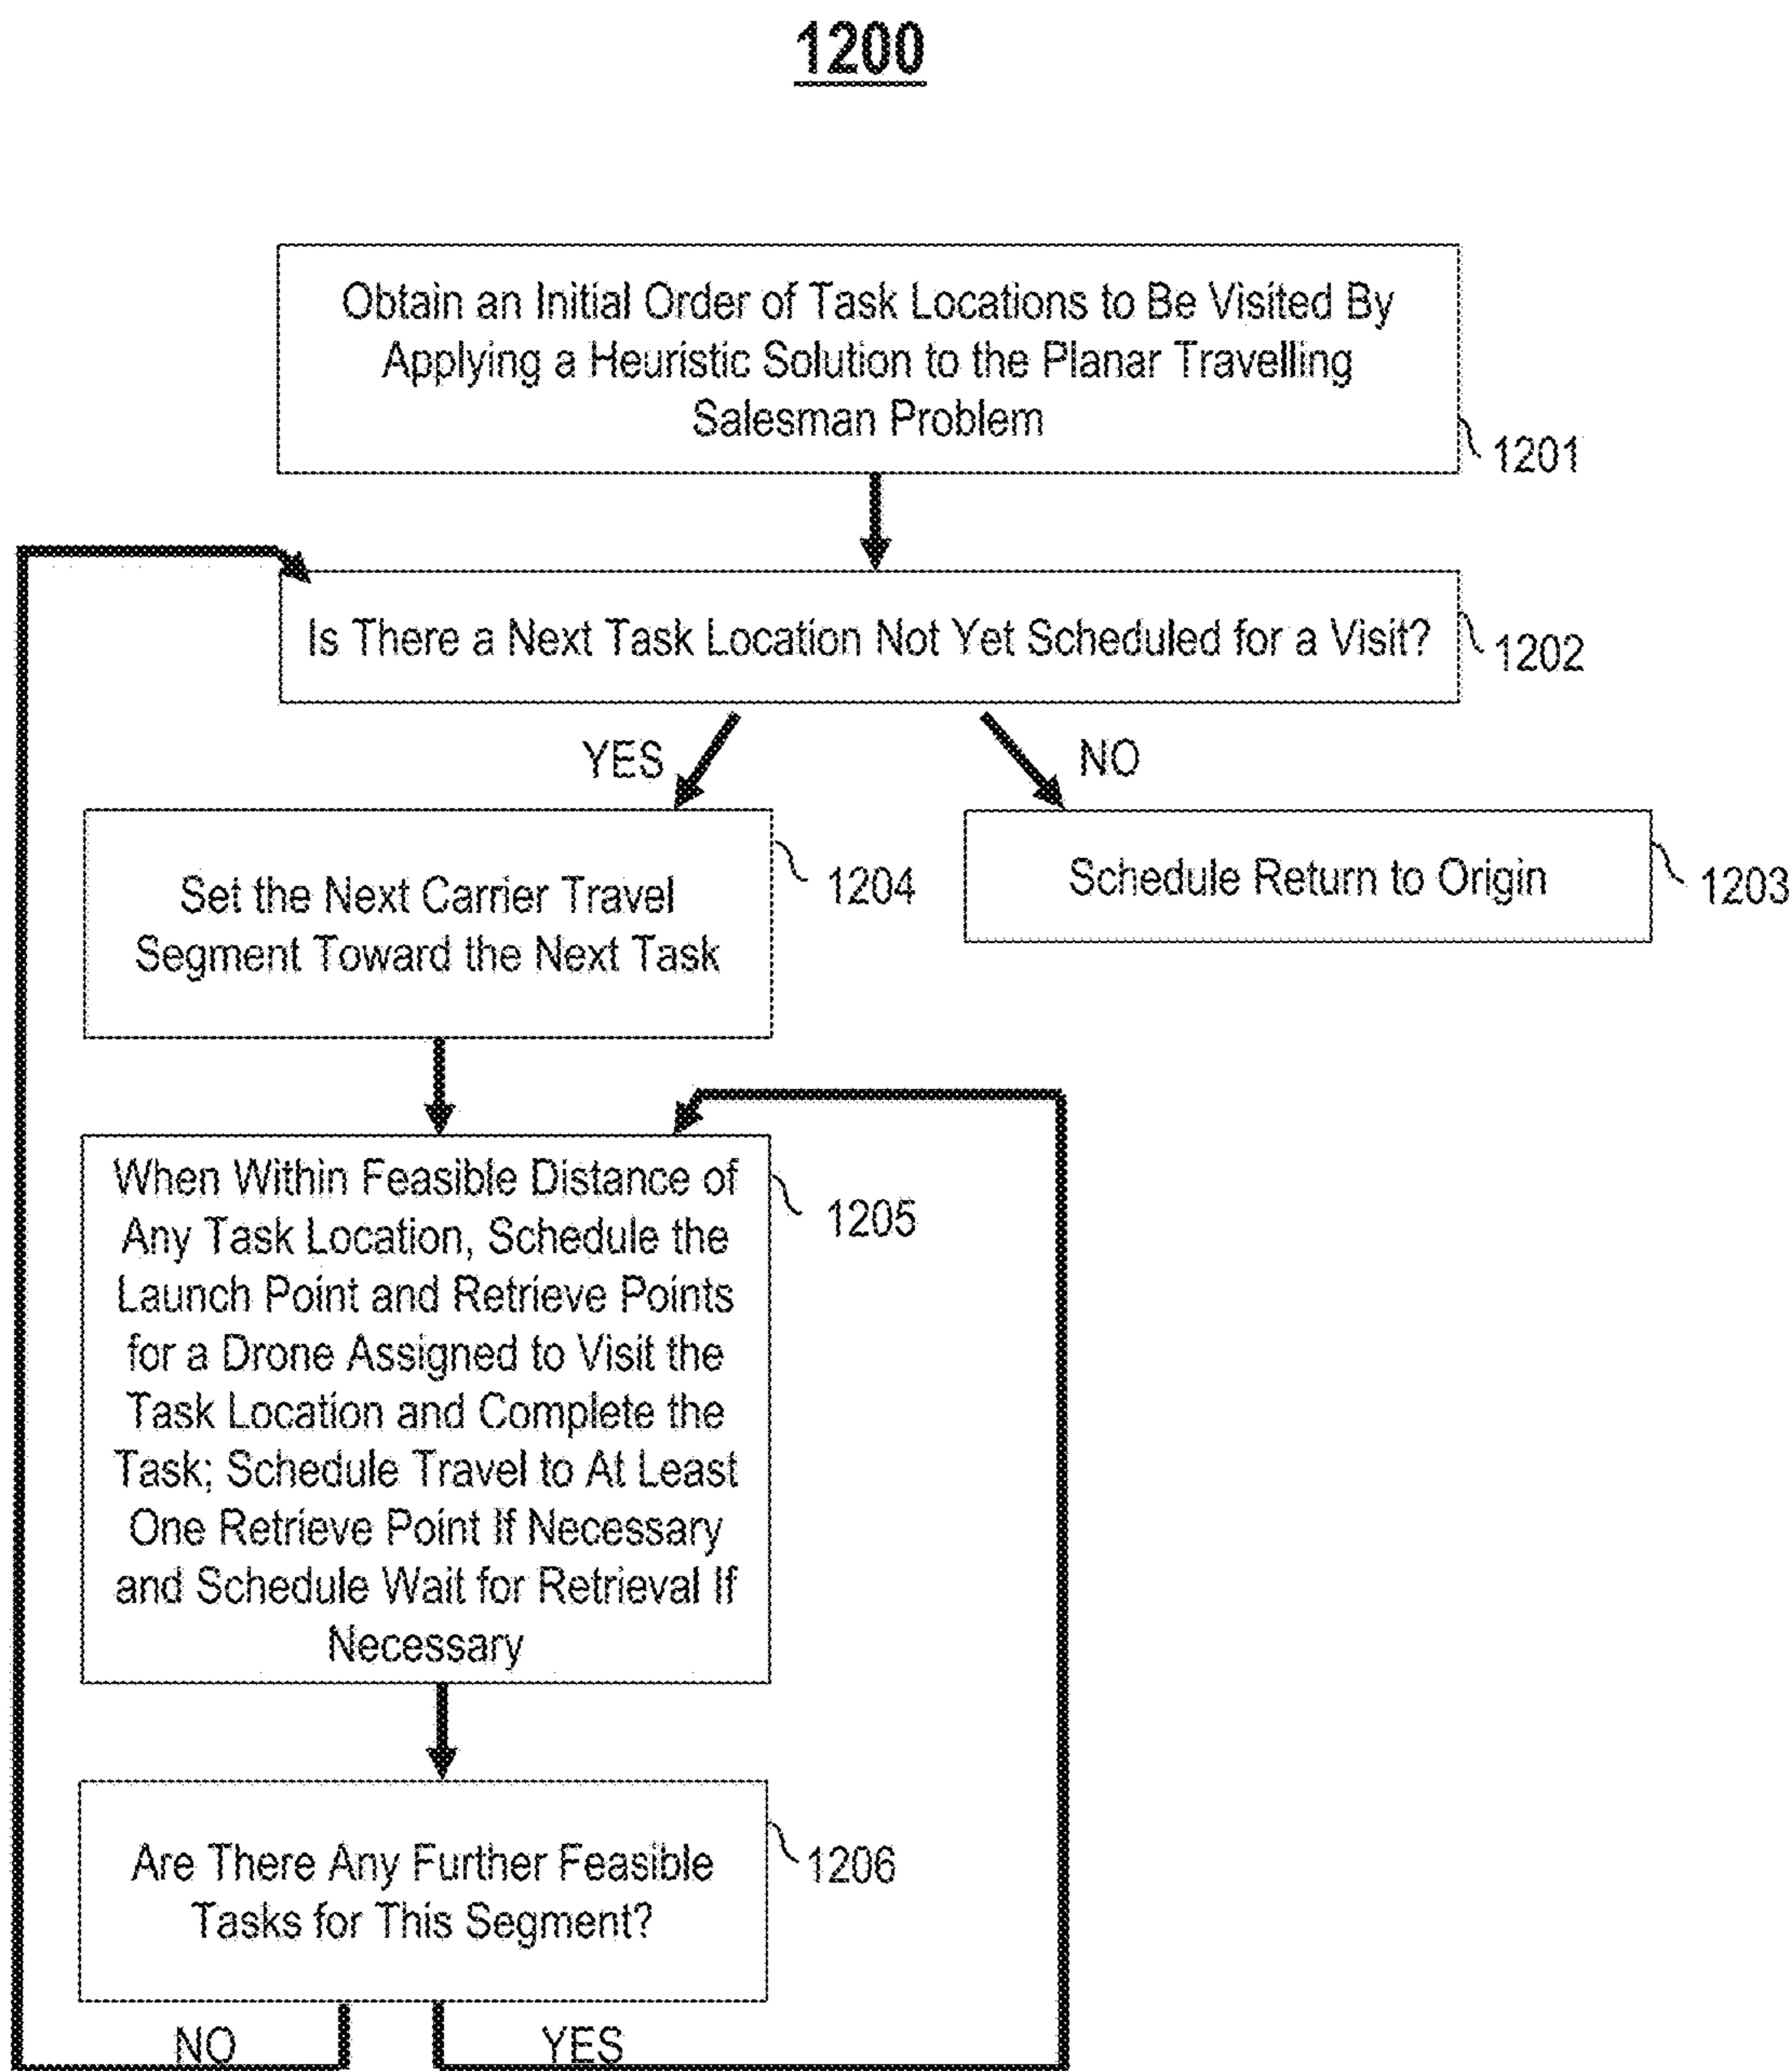 1200
Obtain an Initial Order of Task Locations to Be Visited By
Applying a Heuristic Solution to the Planar Travelling
Salesman Problem
1201
Is There a Next Task Location Not Yet Scheduled for a Visit?
1202
YES
NO
Set the Next Carrier Travel
Segment Toward the Next Task
1204
Schedule Return to Origin
1203
When Within Feasible Distance of
Any Task Location, Schedule the
Launch Point and Retrieve Points
for a Drone Assigned to Visit the
Task Location and Complete the
Task; Schedule Travel to At Least
One Retrieve Point If Necessary
and Schedule Wait for Retrieval If
Necessary
1205
Are There Any Further Feasible
Tasks for This Segment?
1206
NO
YES